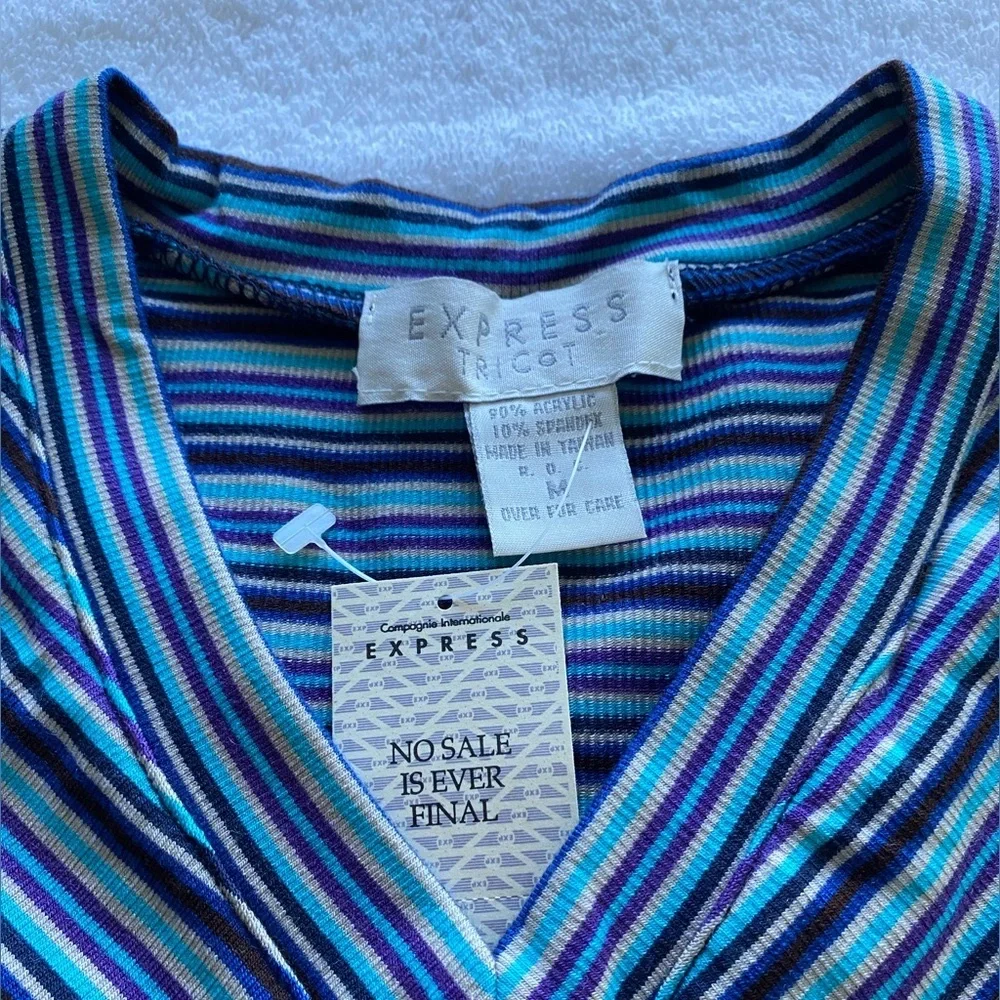 EXPRESS
TRICOT
90% ACRYLIC
10% SPANDEX
MADE IN TAIWAN
R. O. C.
M
OVER FOR CARE
Compagnie Internationale
EXPRESS
NO SALE
IS EVER
FINAL